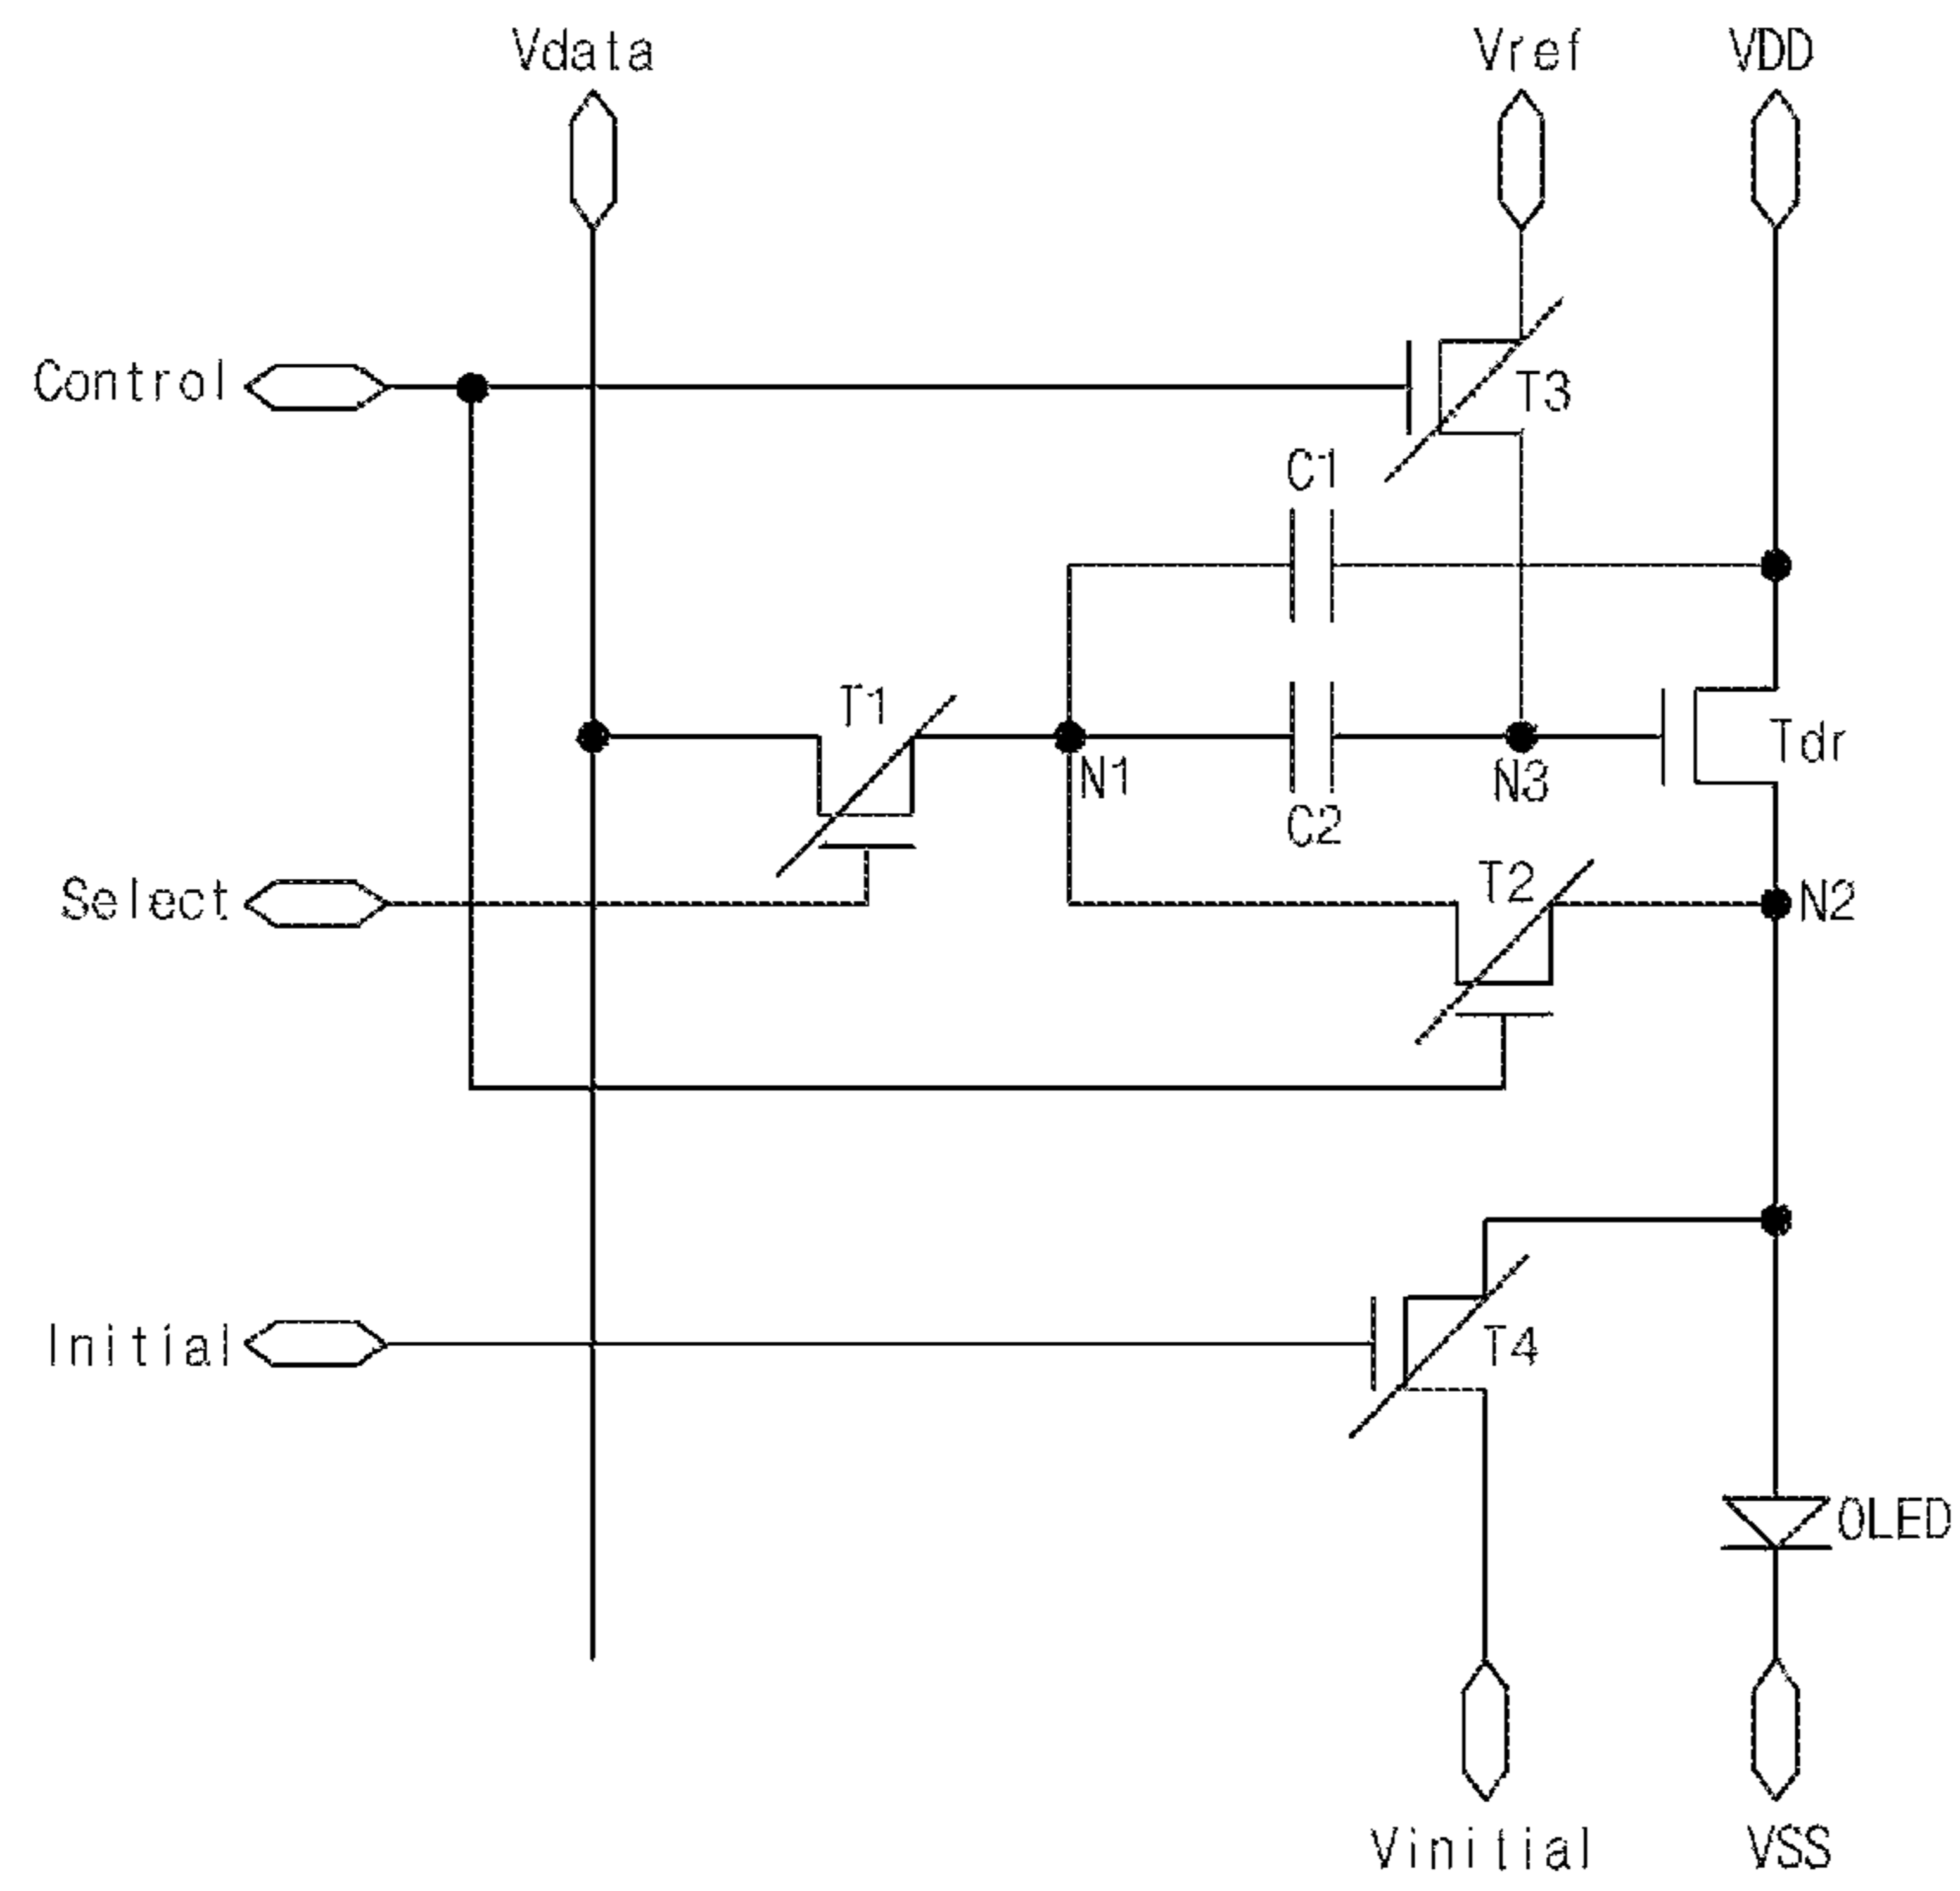 Vdata
Vref
VDD
Control
T3
C1
T1
Tdr
N1
N3
C2
T2
Select
N2
Initial
T4
OLED
Vinitial
VSS